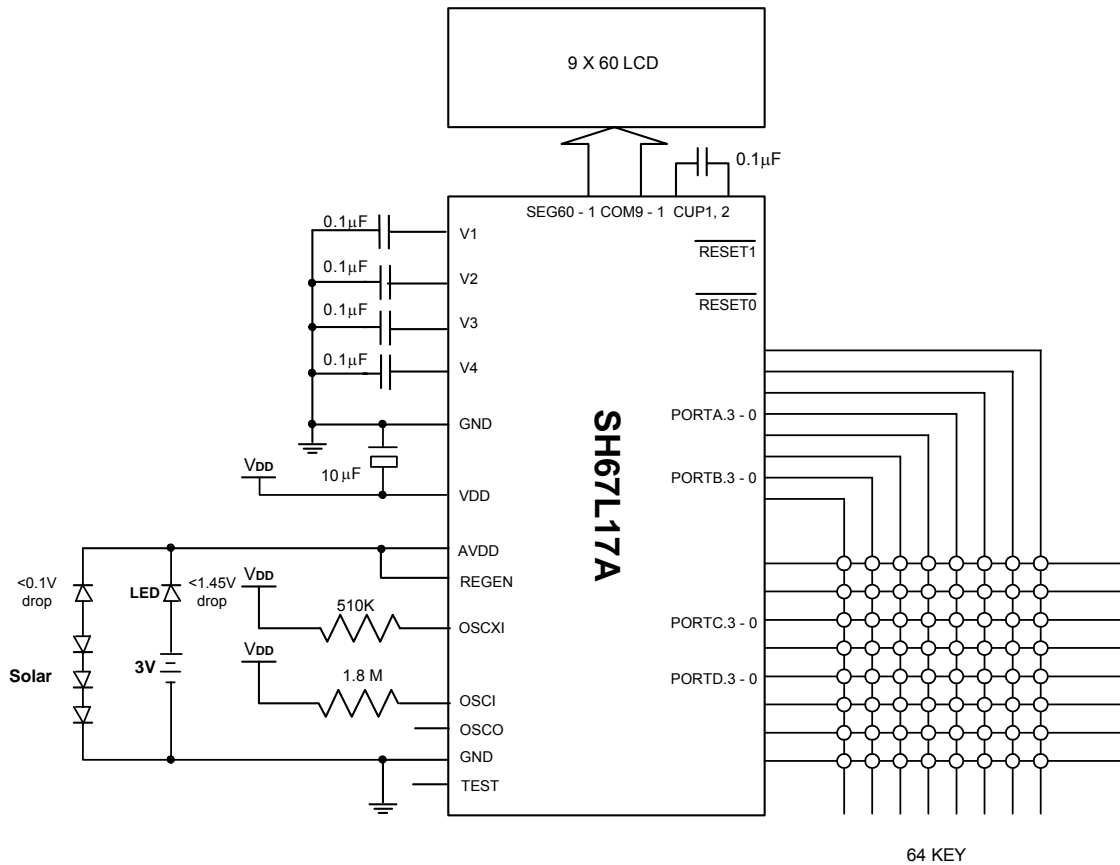 9 X 60 LCD
0.1μF
SEG60 - 1 COM9 - 1 CUP1, 2
0.1μF
V1
RESET1
0.1μF
V2
RESET0
0.1μF
V3
0.1μF
V4
SH67L17A
PORTA.3 - 0
GND
VDD
10 μF
VDD
PORTB.3 - 0
AVDD
<0.1V
drop
LED
<1.45V
drop
VDD
REGEN
510K
OSCXI
PORTC.3 - 0
VDD
Solar
3V
1.8 M
OSCI
PORTD.3 - 0
OSCO
GND
TEST
64 KEY